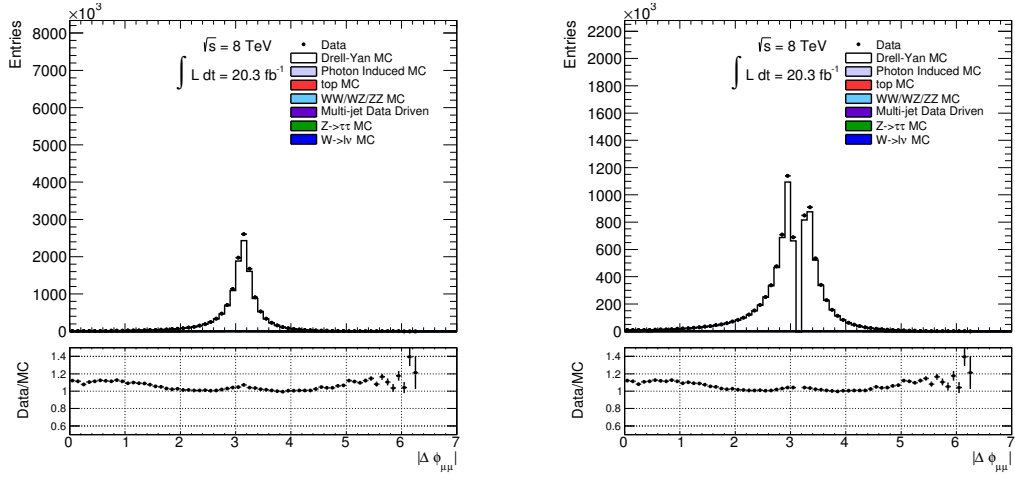 ×10³
Entries
8000
7000
6000
5000
4000
3000
2000
1000
0
√s = 8 TeV
∫ L dt = 20.3 fb⁻¹
Data
Drell-Yan MC
Photon Induced MC
top MC
WW/WZ/ZZ MC
Multi-jet Data Driven
Z->ττ MC
W->lν MC
Data/MC
1.4
1.2
1.0
0.8
0.6
0 1 2 3 4 5 6 7
|Δ ϕμμ|
×10³
Entries
2200
2000
1800
1600
1400
1200
1000
800
600
400
200
0
√s = 8 TeV
∫ L dt = 20.3 fb⁻¹
Data
Drell-Yan MC
Photon Induced MC
top MC
WW/WZ/ZZ MC
Multi-jet Data Driven
Z->ττ MC
W->lν MC
Data/MC
1.4
1.2
1.0
0.8
0.6
0 1 2 3 4 5 6 7
|Δ ϕμμ|